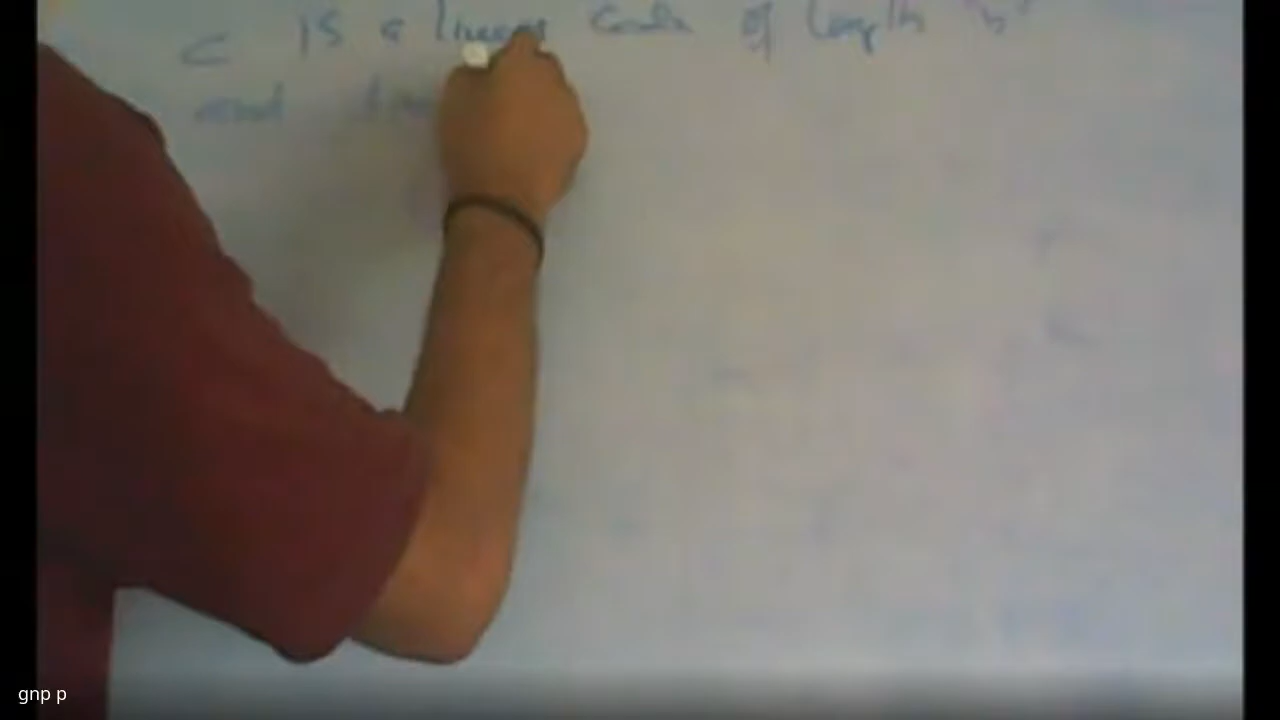 C is a linear code of length "n"
and
gnp p